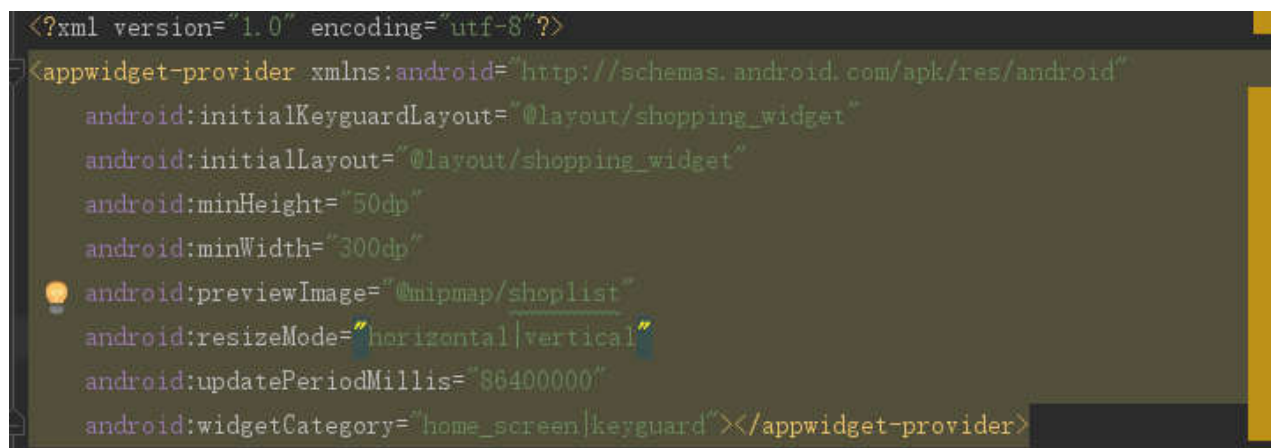 <?xml version="1.0" encoding="utf-8"?>
<appwidget-provider xmlns:android="http://schemas.android.com/apk/res/android"
android:initialKeyguardLayout="@layout/shopping_widget"
android:initialLayout="@layout/shopping_widget"
android:minHeight="50dp"
android:minWidth="300dp"
android:previewImage="@mipmap/shoplist"
android:resizeMode="horizontal|vertical"
android:updatePeriodMillis="86400000"
android:widgetCategory="home_screen|keyguard"></appwidget-provider>